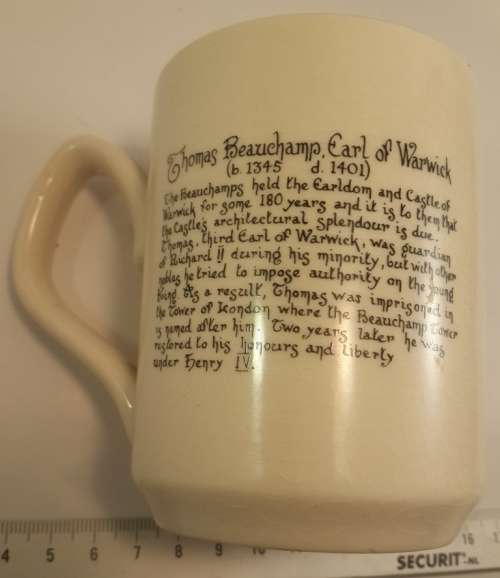 Thomas Beauchamp, Earl of Warwick
(b. 1345 d. 1401)
The Beauchamps held the Earldom and Castle of
Warwick for some 180 years and it is to them that
the Castle's architectural splendour is due.
Thomas, third Earl of Warwick, was guardian
of Richard II during his minority, but with other
nobles he tried to impose authority on the young
king. As a result, Thomas was imprisoned in
the Tower of London where the Beauchamp Tower
is named after him. Two years later he was
restored to his honours and liberty
under Henry IV.
4 5 6 7 8 9 10 16
SECURIT-NL